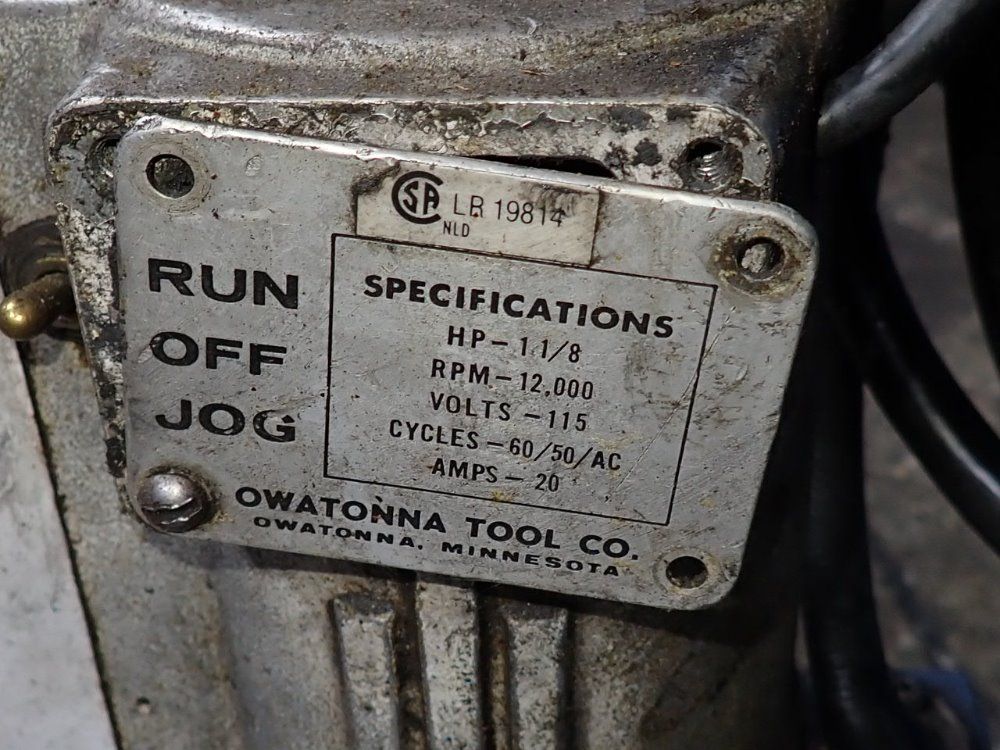 SA LR 19814
NLD
RUN
OFF
JOG
SPECIFICATIONS
HP - 1 1/8
RPM - 12,000
VOLTS - 115
CYCLES - 60/50/AC
AMPS - 20
OWATONNA TOOL CO.
OWATONNA, MINNESOTA